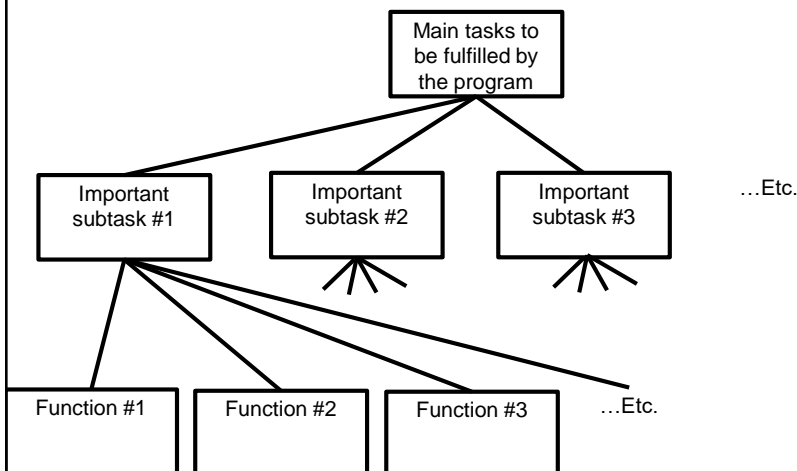 Main tasks to
be fulfilled by
the program
Important
subtask #1
Important
subtask #2
Important
subtask #3
…Etc.
Function #1
Function #2
Function #3
…Etc.